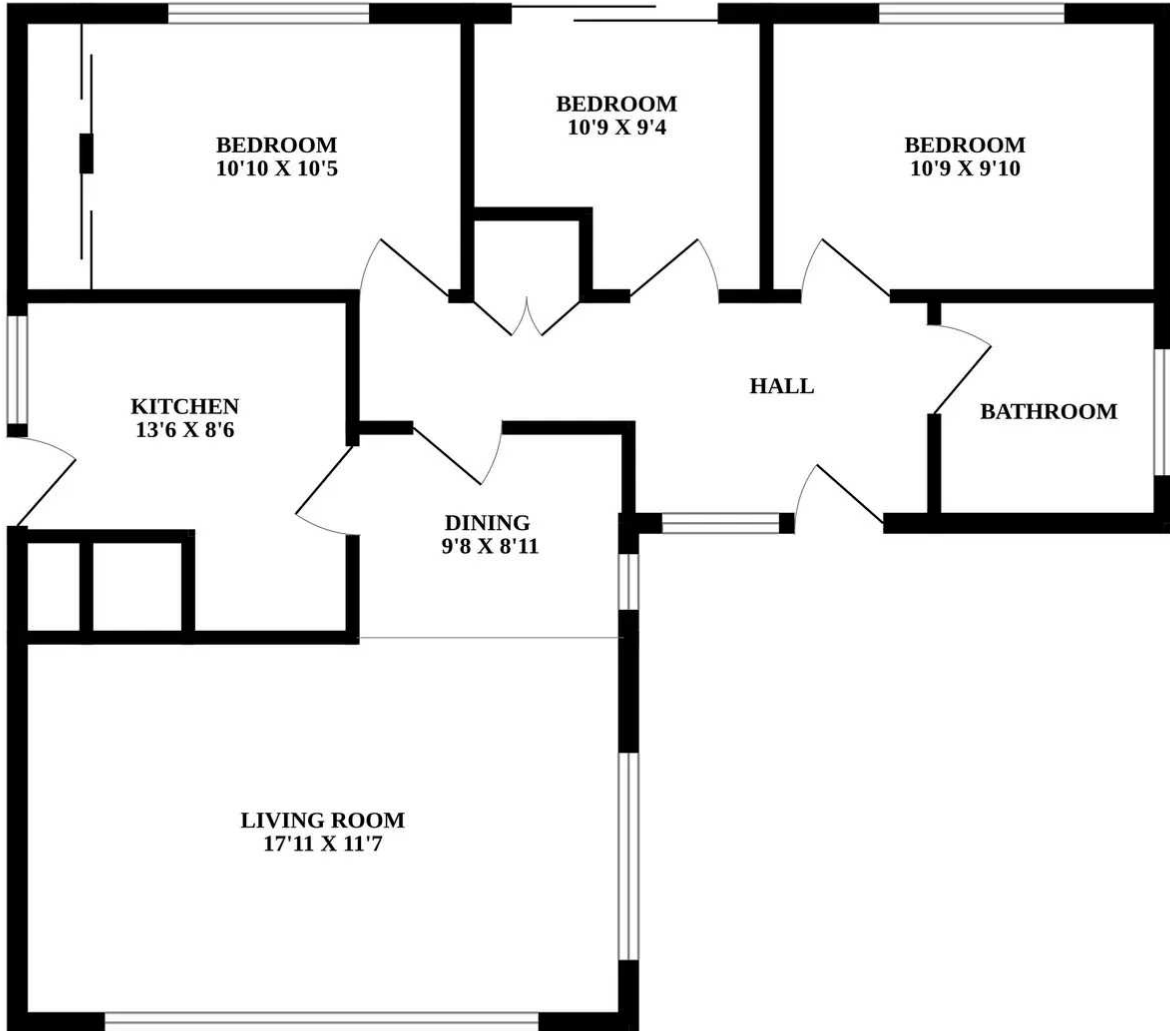 BEDROOM
10'10 X 10'5
BEDROOM
10'9 X 9'4
BEDROOM
10'9 X 9'10
KITCHEN
13'6 X 8'6
HALL
BATHROOM
DINING
9'8 X 8'11
LIVING ROOM
17'11 X 11'7